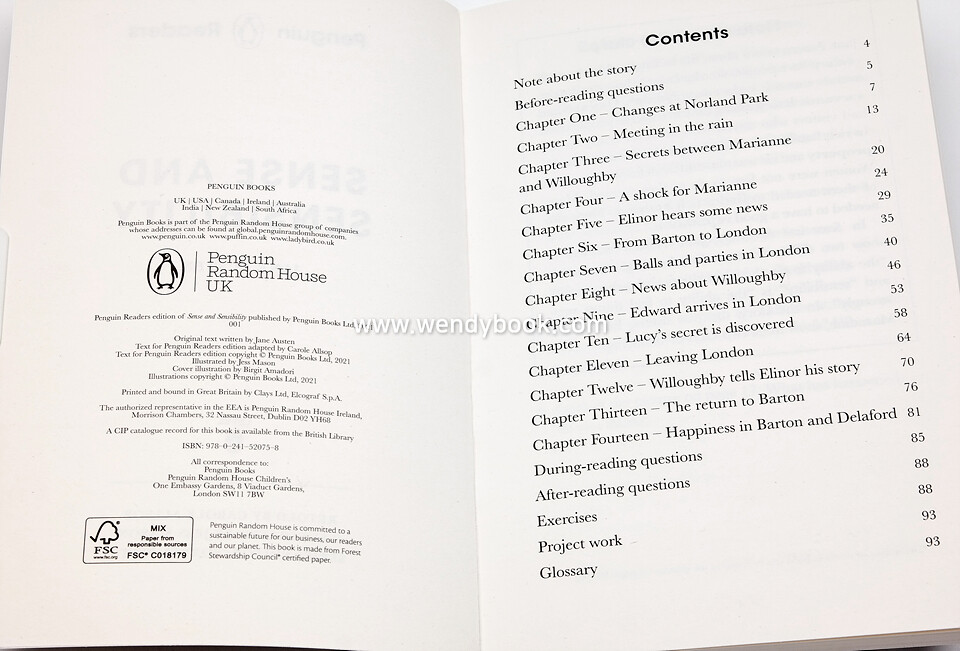 PENGUIN BOOKS
UK | USA | Canada | Ireland | Australia
India | New Zealand | South Africa
Penguin Books is part of the Penguin Random House group of companies
whose addresses can be found at global.penguinrandomhouse.com.
www.penguin.co.uk www.puffin.co.uk www.ladybird.co.uk
Penguin
Random House
UK
Penguin Readers edition of Sense and Sensibility published by Penguin Books Ltd,
001
Original text written by Jane Austen
Text for Penguin Readers edition adapted by Carole Allsop
Text for Penguin Readers edition copyright © Penguin Books Ltd, 2021
Illustrated by Jess Mason
Cover illustration by Birgit Amadori
Illustrations copyright © Penguin Books Ltd, 2021
Printed and bound in Great Britain by Clays Ltd, Elcograf S.p.A.
The authorized representative in the EEA is Penguin Random House Ireland,
Morrison Chambers, 32 Nassau Street, Dublin D02 YH68
A CIP catalogue record for this book is available from the British Library
ISBN: 978-0-241-52075-8
All correspondence to:
Penguin Books
Penguin Random House Children's
One Embassy Gardens, 8 Viaduct Gardens,
London SW11 7BW
FSC
www.fsc.org
MIX
Paper from
responsible sources
FSC® C018179
Penguin Random House is committed to a
sustainable future for our business, our readers
and our planet. This book is made from Forest
Stewardship Council® certified paper.
www.wendybook.com
Contents
Note about the story 4
Before-reading questions 5
Chapter One – Changes at Norland Park 7
Chapter Two – Meeting in the rain 13
Chapter Three – Secrets between Marianne
and Willoughby 20
Chapter Four – A shock for Marianne 24
Chapter Five – Elinor hears some news 29
Chapter Six – From Barton to London 35
Chapter Seven – Balls and parties in London 40
Chapter Eight – News about Willoughby 46
Chapter Nine – Edward arrives in London 53
Chapter Ten – Lucy's secret is discovered 58
Chapter Eleven – Leaving London 64
Chapter Twelve – Willoughby tells Elinor his story 70
Chapter Thirteen – The return to Barton 76
Chapter Fourteen – Happiness in Barton and Delaford 81
During-reading questions 85
After-reading questions 88
Exercises 88
Project work 93
Glossary 93